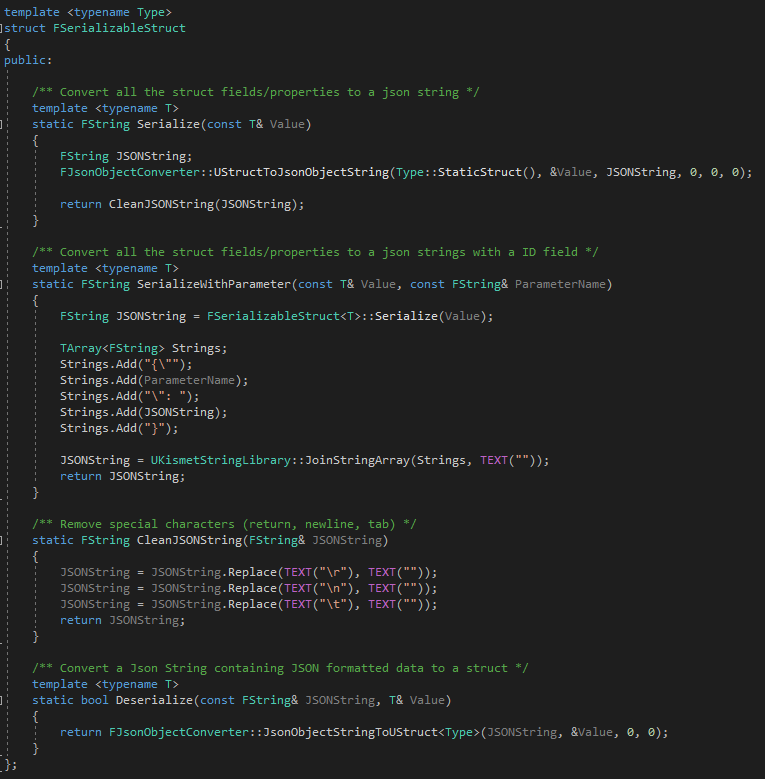 template <typename Type>
struct FSerializableStruct
{
public:
/** Convert all the struct fields/properties to a json string */
template <typename T>
static FString Serialize(const T& Value)
{
FString JSONString;
FJsonObjectConverter::UStructToJsonObjectString(Type::StaticStruct(), &Value, JSONString, 0, 0, 0);
return CleanJSONString(JSONString);
}
/** Convert all the struct fields/properties to a json strings with a ID field */
template <typename T>
static FString SerializeWithParameter(const T& Value, const FString& ParameterName)
{
FString JSONString = FSerializableStruct<T>::Serialize(Value);
TArray<FString> Strings;
Strings.Add("{\"");
Strings.Add(ParameterName);
Strings.Add("\": ");
Strings.Add(JSONString);
Strings.Add("}");
JSONString = UKismetStringLibrary::JoinStringArray(Strings, TEXT(""));
return JSONString;
}
/** Remove special characters (return, newline, tab) */
static FString CleanJSONString(FString& JSONString)
{
JSONString = JSONString.Replace(TEXT("\r"), TEXT(""));
JSONString = JSONString.Replace(TEXT("\n"), TEXT(""));
JSONString = JSONString.Replace(TEXT("\t"), TEXT(""));
return JSONString;
}
/** Convert a Json String containing JSON formatted data to a struct */
template <typename T>
static bool Deserialize(const FString& JSONString, T& Value)
{
return FJsonObjectConverter::JsonObjectStringToUStruct<Type>(JSONString, &Value, 0, 0);
}
};